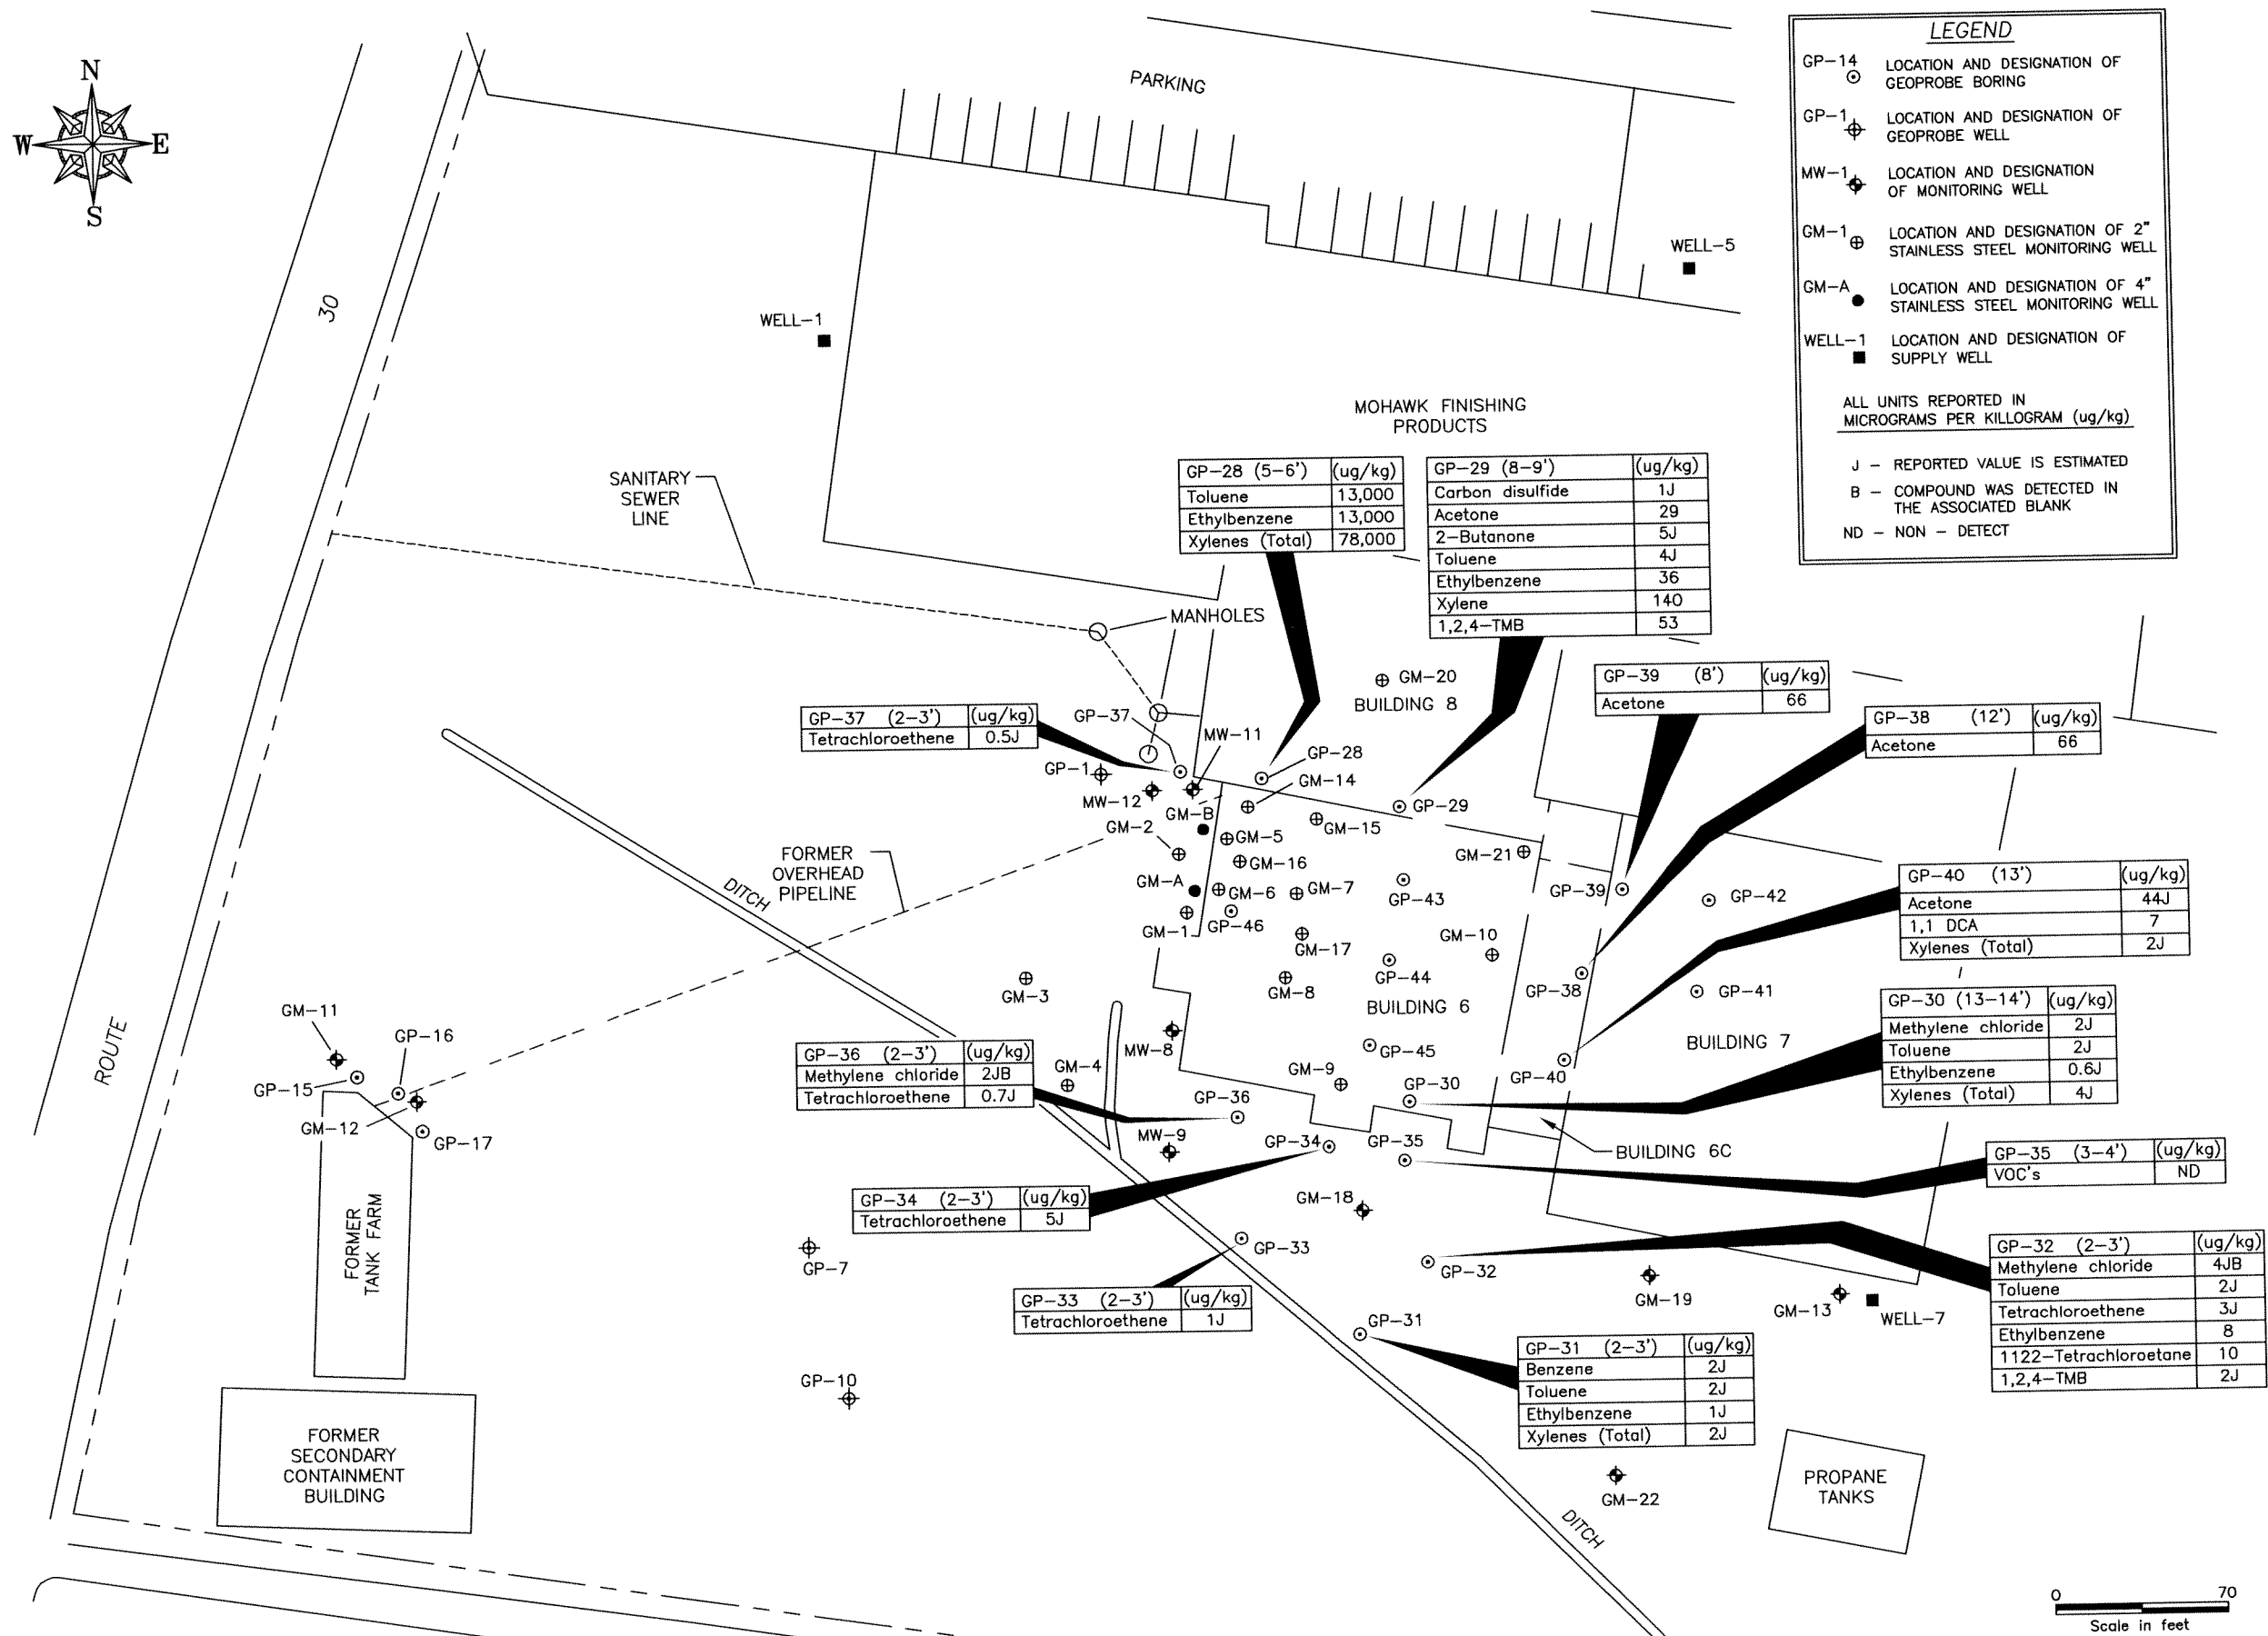 N
W E
S
LEGEND
GP-14 LOCATION AND DESIGNATION OF
GEOPROBE BORING
GP-1 LOCATION AND DESIGNATION OF
GEOPROBE WELL
MW-1 LOCATION AND DESIGNATION
OF MONITORING WELL
GM-1 LOCATION AND DESIGNATION OF 2"
STAINLESS STEEL MONITORING WELL
GM-A LOCATION AND DESIGNATION OF 4"
STAINLESS STEEL MONITORING WELL
WELL-1 LOCATION AND DESIGNATION OF
SUPPLY WELL
ALL UNITS REPORTED IN
MICROGRAMS PER KILLOGRAM (ug/kg)
J - REPORTED VALUE IS ESTIMATED
B - COMPOUND WAS DETECTED IN
THE ASSOCIATED BLANK
ND - NON - DETECT
PARKING
30
ROUTE
WELL-1
WELL-5
MOHAWK FINISHING
PRODUCTS
SANITARY
SEWER
LINE
MANHOLES
GP-28 (5-6') (ug/kg)
Toluene 13,000
Ethylbenzene 13,000
Xylenes (Total) 78,000
GP-29 (8-9') (ug/kg)
Carbon disulfide 1J
Acetone 29
2-Butanone 5J
Toluene 4J
Ethylbenzene 36
Xylene 140
1,2,4-TMB 53
GM-20
BUILDING 8
GP-39 (8') (ug/kg)
Acetone 66
GP-38 (12') (ug/kg)
Acetone 66
GP-37 (2-3') (ug/kg)
Tetrachloroethene 0.5J
GP-37
MW-11
GP-1
MW-12
GP-28
GM-14
GM-B
GM-2
GM-5
GM-15
GP-29
GM-16
GM-21
GM-A
GM-6
GM-7
GP-43
GP-39
GP-42
GM-1
GP-46
GM-17
GM-10
FORMER
OVERHEAD
PIPELINE
DITCH
GP-40 (13') (ug/kg)
Acetone 44J
1,1 DCA 7
Xylenes (Total) 2J
GM-3
GM-8
GP-44
GP-38
GP-41
BUILDING 6
BUILDING 7
GM-11
GP-16
GP-15
GM-12
GP-17
MW-8
GP-45
GM-4
GM-9
GP-30
GP-40
GP-30 (13-14') (ug/kg)
Methylene chloride 2J
Toluene 2J
Ethylbenzene 0.6J
Xylenes (Total) 4J
GP-36 (2-3') (ug/kg)
Methylene chloride 2JB
Tetrachloroethene 0.7J
GP-36
MW-9
GP-34
GP-35
BUILDING 6C
GP-35 (3-4') (ug/kg)
VOC's ND
GP-34 (2-3') (ug/kg)
Tetrachloroethene 5J
GM-18
FORMER
TANK FARM
GP-7
GP-33
GP-32
GM-19
GM-13
WELL-7
GP-32 (2-3') (ug/kg)
Methylene chloride 4JB
Toluene 2J
Tetrachloroethene 3J
Ethylbenzene 8
1122-Tetrachloroetane 10
1,2,4-TMB 2J
GP-33 (2-3') (ug/kg)
Tetrachloroethene 1J
GP-31
GP-31 (2-3') (ug/kg)
Benzene 2J
Toluene 2J
Ethylbenzene 1J
Xylenes (Total) 2J
GP-10
FORMER
SECONDARY
CONTAINMENT
BUILDING
GM-22
PROPANE
TANKS
DITCH
0 70
Scale in feet